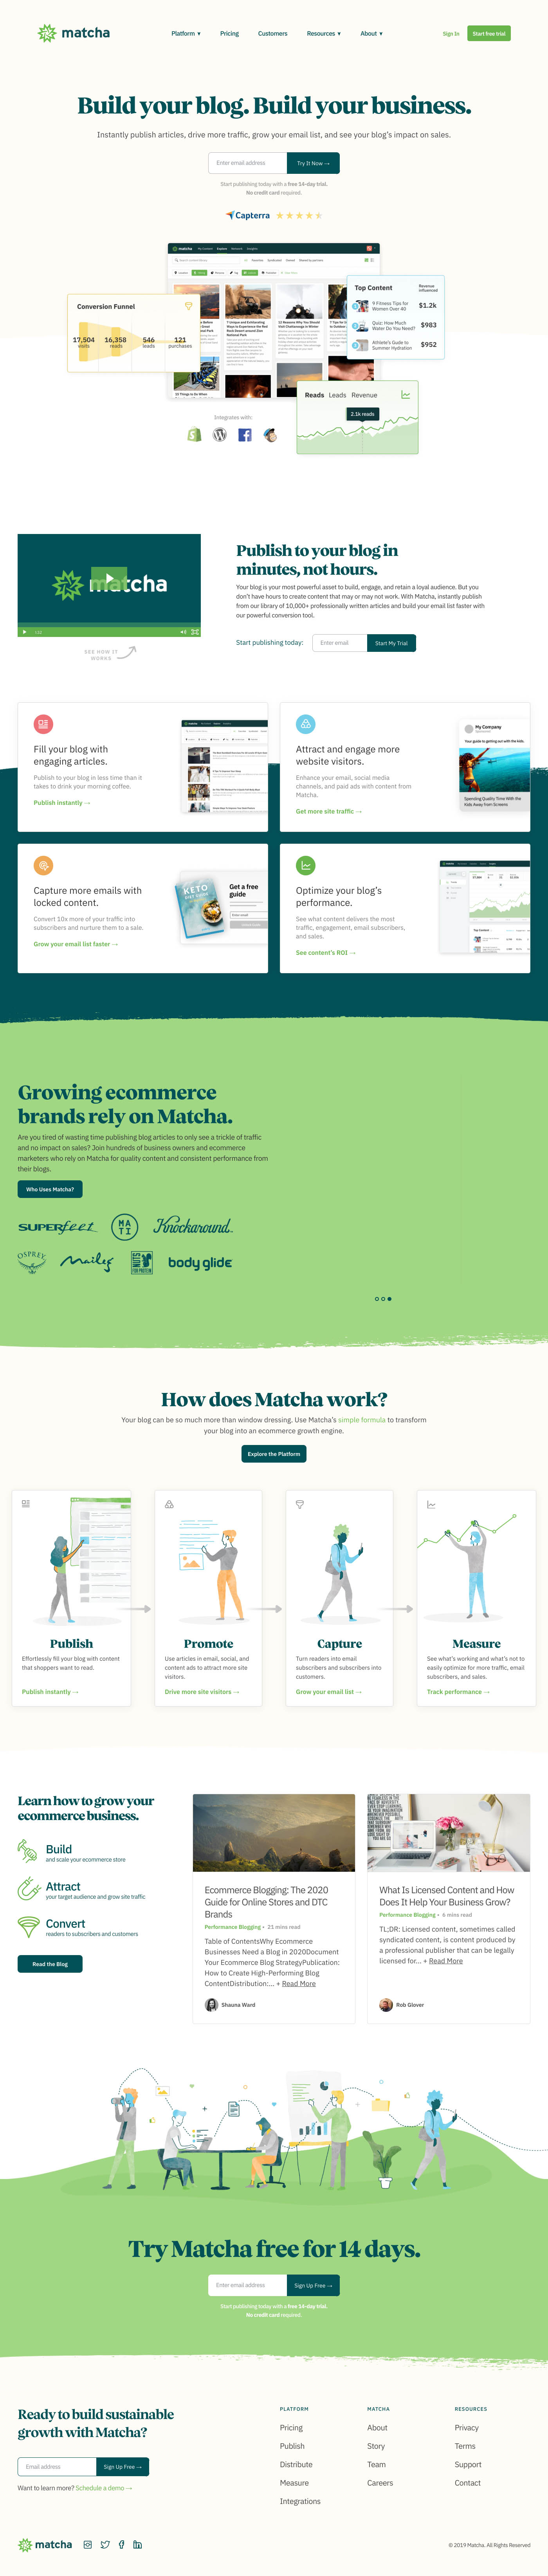 matcha
Platform ▾ Pricing Customers Resources ▾ About ▾
Sign In Start free trial
Build your blog. Build your business.
Instantly publish articles, drive more traffic, grow your email list, and see your blog's impact on sales.
Enter email address Try It Now →
Start publishing today with a free 14-day trial.
No credit card required.
Capterra
matcha
Conversion Funnel
17,504 16,358 546 121
visits reads leads purchases
Top Content Revenue
influenced
9 Fitness Tips for
Women Over 40 $1.2k
Quiz: How Much
Water Do You Need? $983
Athlete's Guide to
Summer Hydration $952
Reads Leads Revenue
2.1k reads
Integrates with:
matcha
SEE HOW IT
WORKS
Publish to your blog in
minutes, not hours.
Your blog is your most powerful asset to build, engage, and retain a loyal audience. But you
don't have hours to create content that may or may not work. With Matcha, instantly publish
from our library of 10,000+ professionally written articles and build your email list faster with
our powerful conversion tool.
Start publishing today: Enter email Start My Trial
Fill your blog with
engaging articles.
Publish to your blog in less time than it
takes to drink your morning coffee.
Publish instantly →
Attract and engage more
website visitors.
Enhance your email, social media
channels, and paid ads with content from
Matcha.
Get more site traffic →
My Company
Your guide to getting out with the kids.
Spending Quality Time With the
Kids Away from Screens
Capture more emails with
locked content.
Convert 10x more of your traffic into
subscribers and nurture them to a sale.
Grow your email list faster →
KETO
Get a free
guide
Enter email
Optimize your blog's
performance.
See what content delivers the most
traffic, engagement, email subscribers,
and sales.
See content's ROI →
Top Content
Growing ecommerce
brands rely on Matcha.
Are you tired of wasting time publishing blog articles to only see a trickle of traffic
and no impact on sales? Join hundreds of business owners and ecommerce
marketers who rely on Matcha for quality content and consistent performance from
their blogs.
Who Uses Matcha?
SUPERfeet MATI Knockaround
OSPREY Mailey NUTS FOR PROTEIN body glide
How does Matcha work?
Your blog can be so much more than window dressing. Use Matcha's simple formula to transform
your blog into an ecommerce growth engine.
Explore the Platform
Publish
Effortlessly fill your blog with content
that shoppers want to read.
Publish instantly →
Promote
Use articles in email, social, and
content ads to attract more site
visitors.
Drive more site visitors →
Capture
Turn readers into email
subscribers and subscribers into
customers.
Grow your email list →
Measure
See what's working and what's not to
easily optimize for more traffic, email
subscribers, and sales.
Track performance →
Learn how to grow your
ecommerce business.
Build
and scale your ecommerce store
Attract
your target audience and grow site traffic
Convert
readers to subscribers and customers
Read the Blog
Ecommerce Blogging: The 2020
Guide for Online Stores and DTC
Brands
Performance Blogging • 21 mins read
Table of ContentsWhy Ecommerce
Businesses Need a Blog in 2020Document
Your Ecommerce Blog StrategyPublication:
How to Create High-Performing Blog
ContentDistribution:... + Read More
Shauna Ward
What Is Licensed Content and How
Does It Help Your Business Grow?
Performance Blogging • 6 mins read
TL;DR: Licensed content, sometimes called
syndicated content, is content produced by
a professional publisher that can be legally
licensed for... + Read More
Rob Glover
Try Matcha free for 14 days.
Enter email address Sign Up Free →
Start publishing today with a free 14-day trial.
No credit card required.
Ready to build sustainable
growth with Matcha?
Email address Sign Up Free →
Want to learn more? Schedule a demo →
PLATFORM
Pricing
Publish
Distribute
Measure
Integrations
MATCHA
About
Story
Team
Careers
RESOURCES
Privacy
Terms
Support
Contact
matcha
© 2019 Matcha. All Rights Reserved